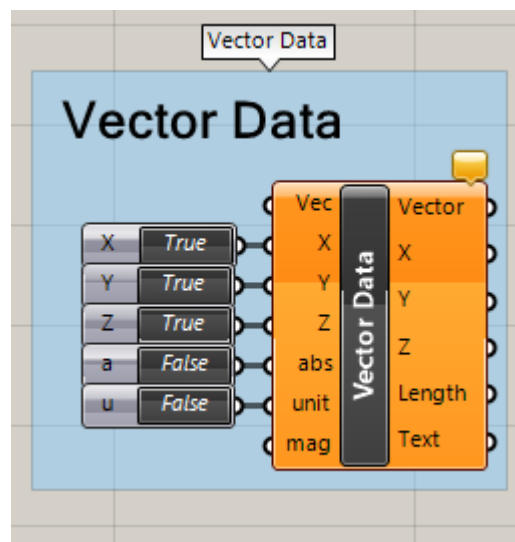 Vector Data
Vector Data
Vec Vector
X True X X
Y True Y Y
Z True Z Z
a False abs
u False unit Length
mag Text
Vector Data